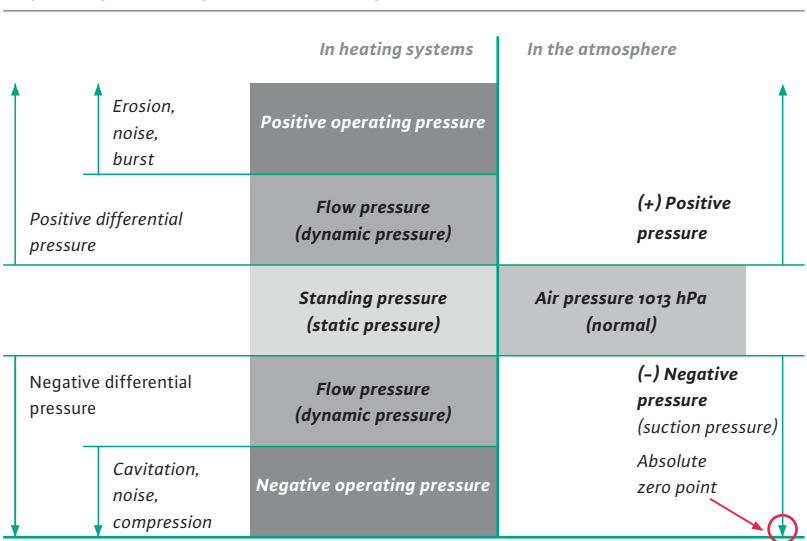 In heating systems
In the atmosphere
Erosion,
noise,
burst
Positive operating pressure
Positive differential
pressure
Flow pressure
(dynamic pressure)
(+) Positive
pressure
Standing pressure
(static pressure)
Air pressure 1013 hPa
(normal)
Negative differential
pressure
Flow pressure
(dynamic pressure)
(-) Negative
pressure
(suction pressure)
Absolute
zero point
Cavitation,
noise,
compression
Negative operating pressure